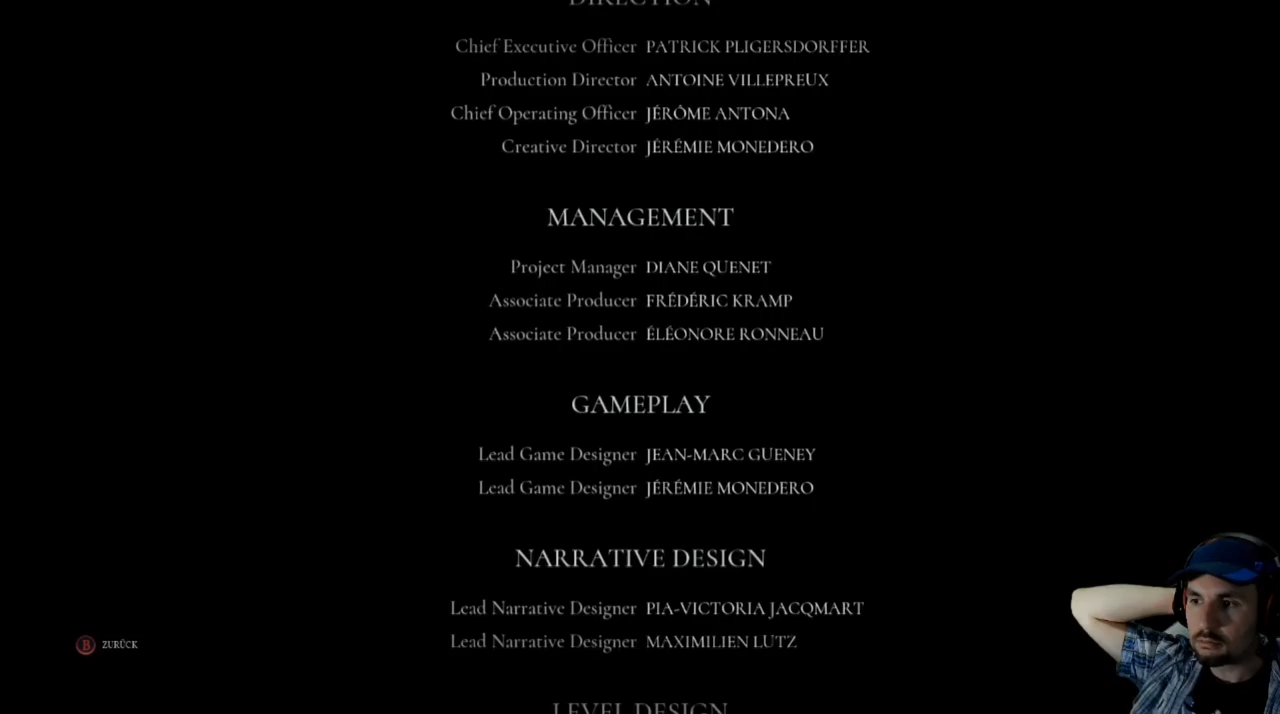 DIRECTION
Chief Executive Officer PATRICK PLIGERSDORFFER
Production Director ANTOINE VILLEPREUX
Chief Operating Officer JÉRÔME ANTONA
Creative Director JÉRÉMIE MONEDERO
MANAGEMENT
Project Manager DIANE QUENET
Associate Producer FRÉDÉRIC KRAMP
Associate Producer ÉLÉONORE RONNEAU
GAMEPLAY
Lead Game Designer JEAN-MARC GUENEY
Lead Game Designer JÉRÉMIE MONEDERO
NARRATIVE DESIGN
Lead Narrative Designer PIA-VICTORIA JACQMART
Lead Narrative Designer MAXIMILIEN LUTZ
B ZURÜCK
LEVEL DESIGN